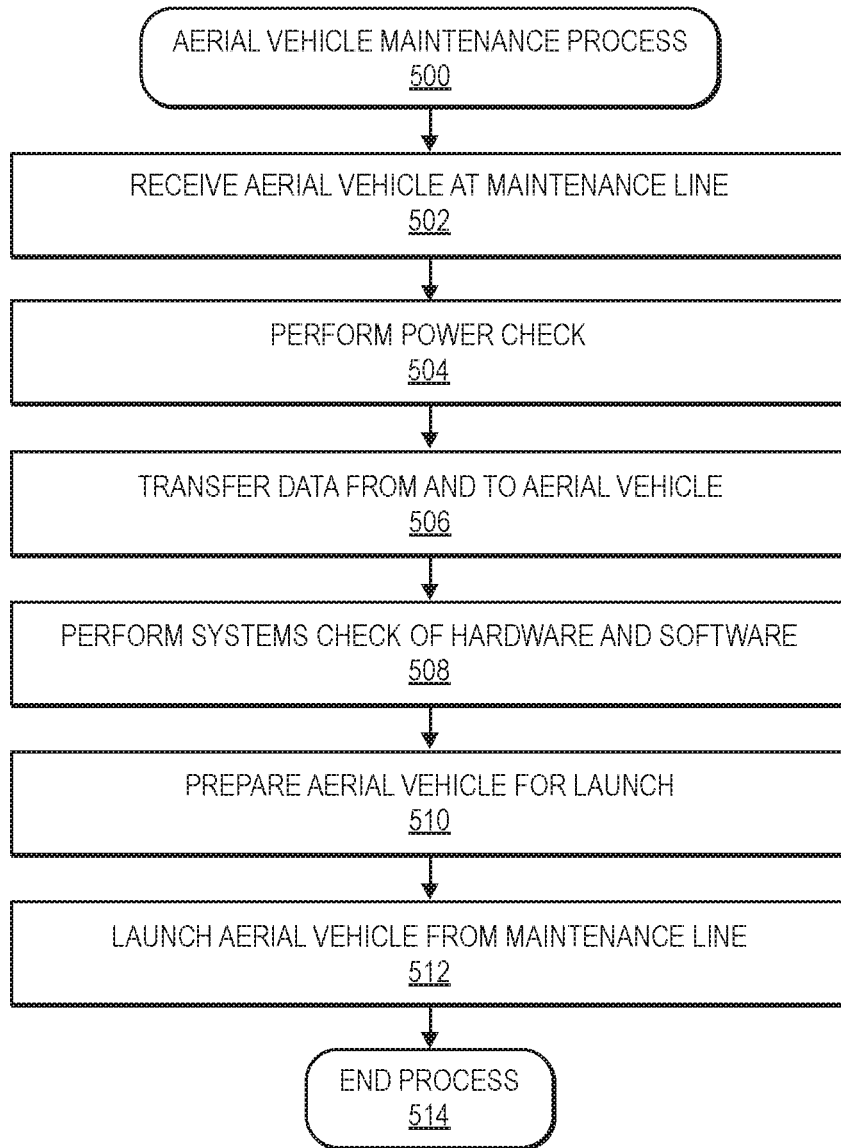 AERIAL VEHICLE MAINTENANCE PROCESS
500
RECEIVE AERIAL VEHICLE AT MAINTENANCE LINE
502
PERFORM POWER CHECK
504
TRANSFER DATA FROM AND TO AERIAL VEHICLE
506
PERFORM SYSTEMS CHECK OF HARDWARE AND SOFTWARE
508
PREPARE AERIAL VEHICLE FOR LAUNCH
510
LAUNCH AERIAL VEHICLE FROM MAINTENANCE LINE
512
END PROCESS
514